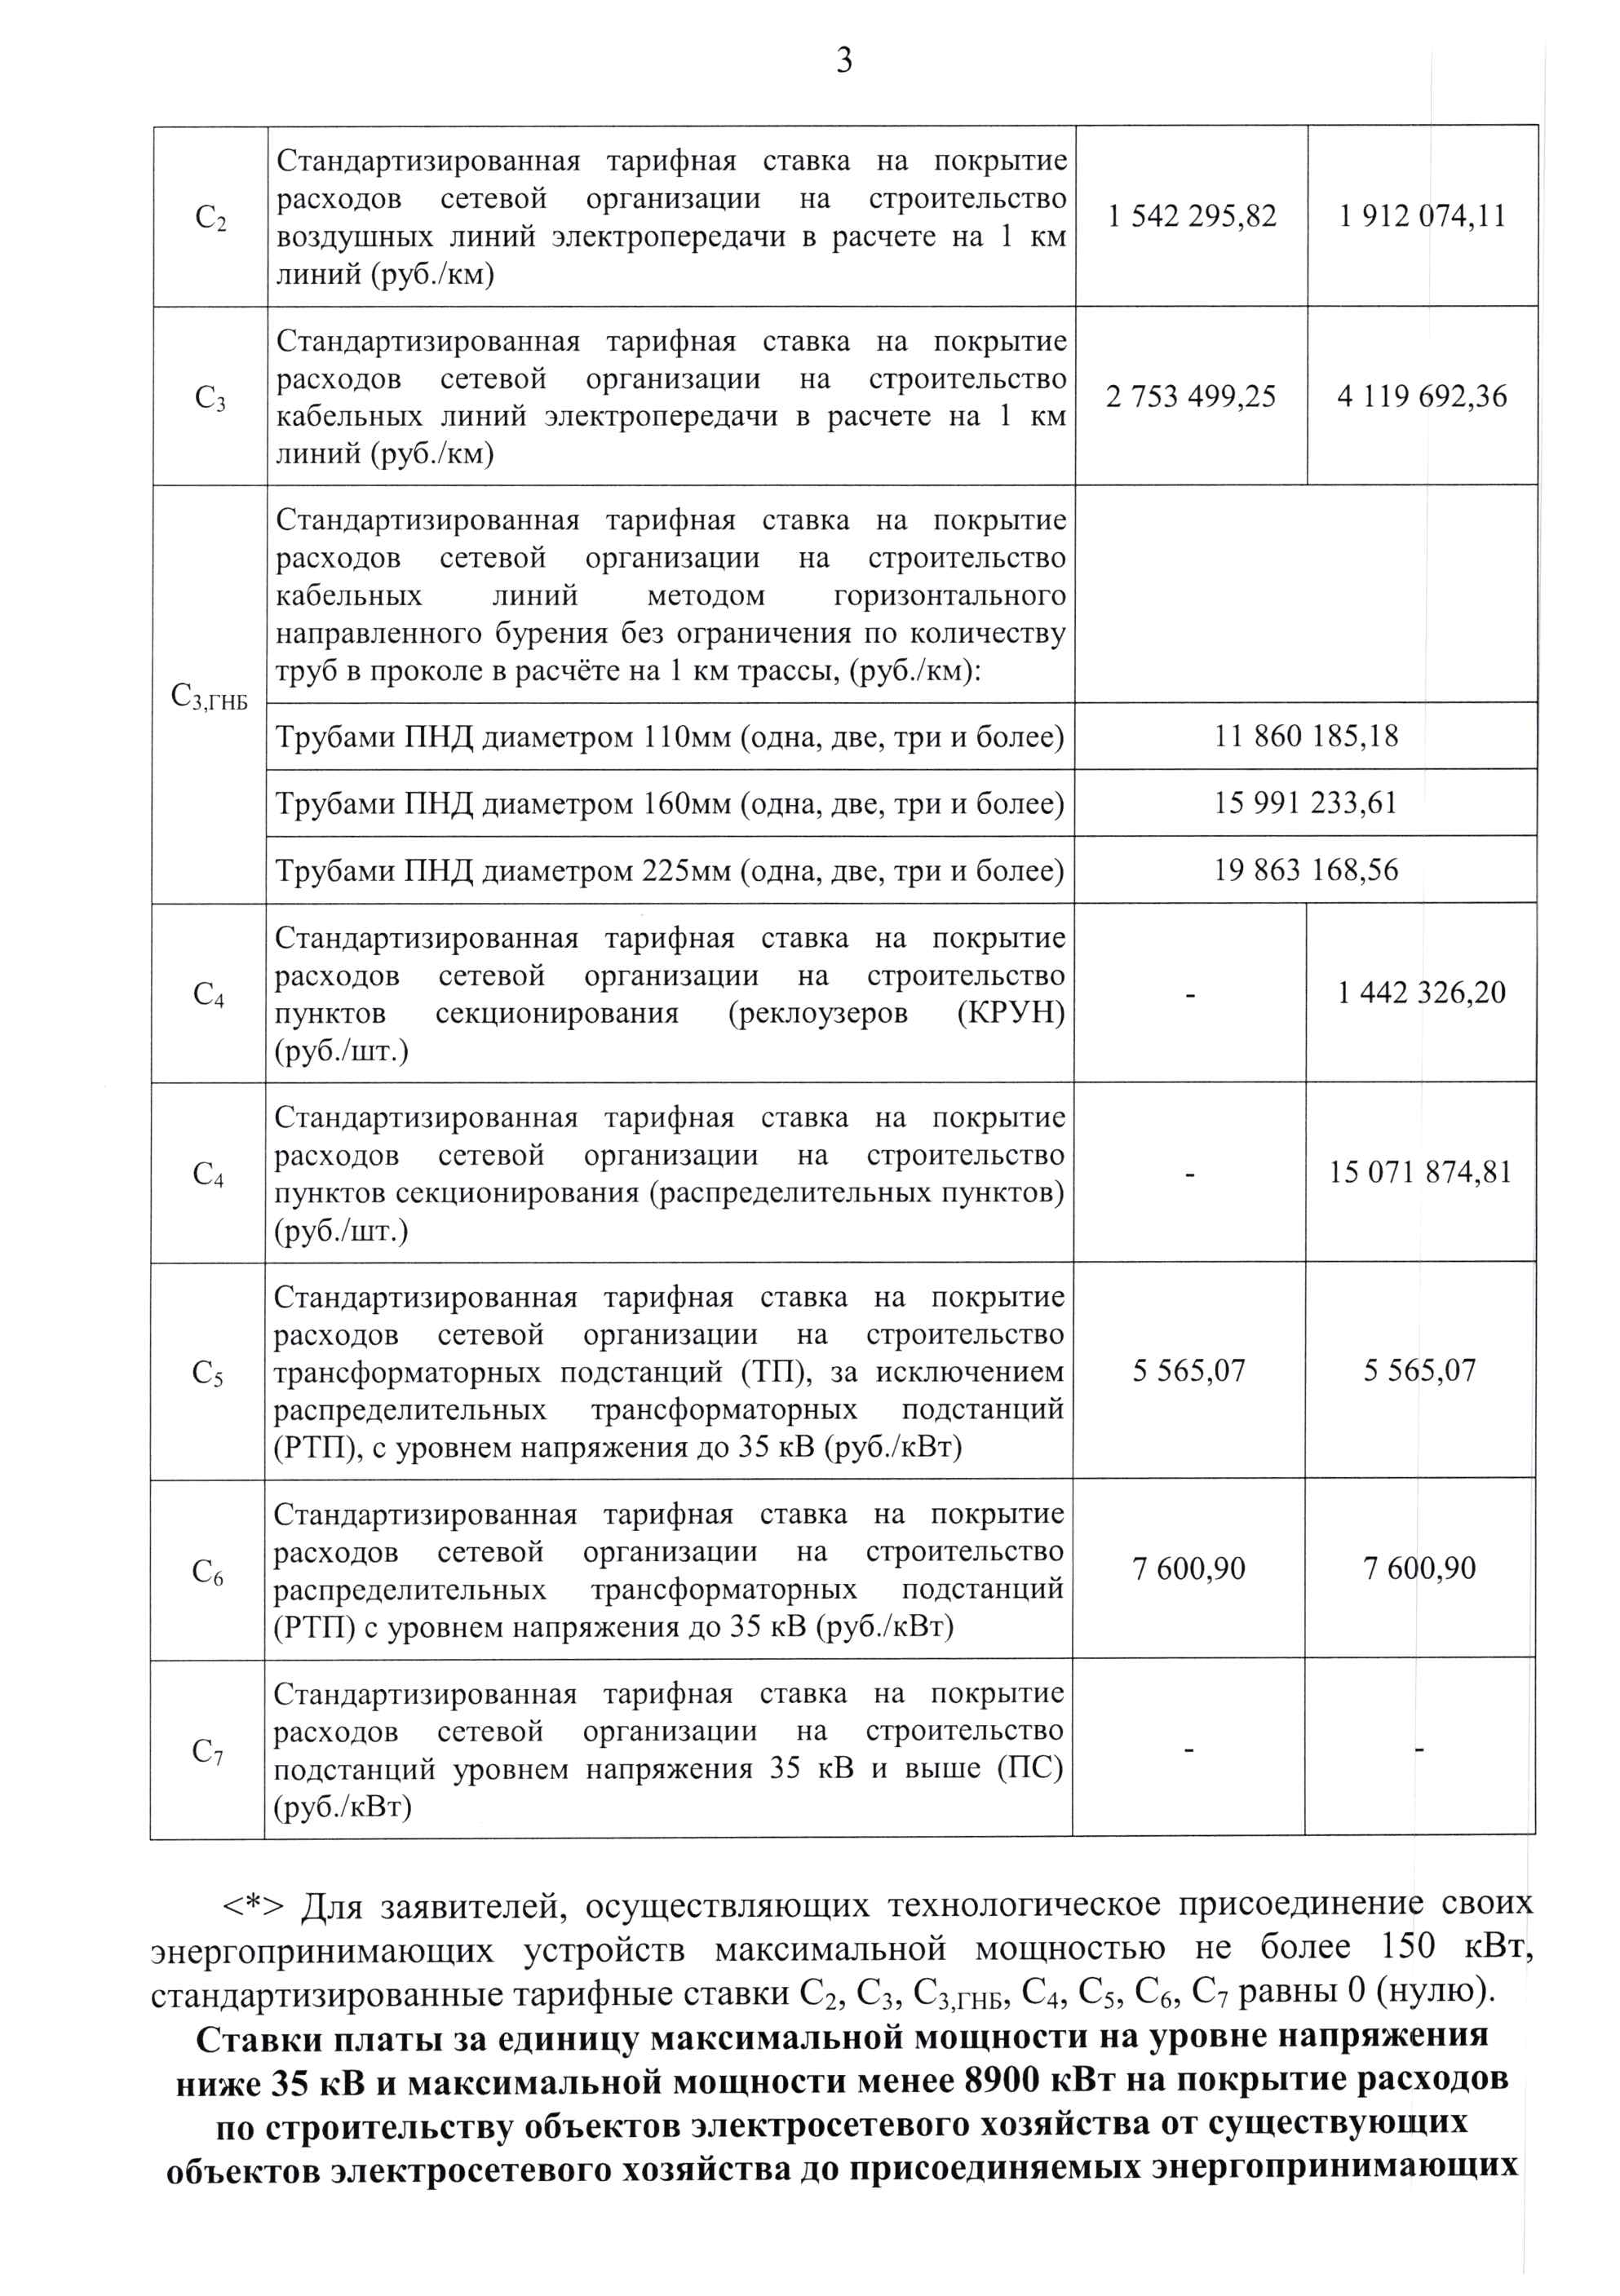 3
Стандартизированная тарифная ставка на покрытие
расходов сетевой организации на строительство
воздушных линий электропередачи в расчете на 1 км
линий (руб./км)
С2
1 542 295,82
1 912 074,11
Стандартизированная тарифная ставка на покрытие
расходов сетевой организации на строительство
кабельных линий электропередачи в расчете на 1 км
линий (руб./км)
С3
2 753 499,25
4 119 692,36
Стандартизированная тарифная ставка на покрытие
расходов сетевой организации на строительство
кабельных линий методом горизонтального
направленного бурения без ограничения по количеству
труб в проколе в расчёте на 1 км трассы, (руб./км):
С3,ГНБ
Трубами ПНД диаметром 110мм (одна, две, три и более)
11 860 185,18
Трубами ПНД диаметром 160мм (одна, две, три и более)
15 991 233,61
Трубами ПНД диаметром 225мм (одна, две, три и более)
19 863 168,56
Стандартизированная тарифная ставка на покрытие
расходов сетевой организации на строительство
пунктов секционирования (реклоузеров (КРУН)
(руб./шт.)
С4
-
1 442 326,20
Стандартизированная тарифная ставка на покрытие
расходов сетевой организации на строительство
пунктов секционирования (распределительных пунктов)
(руб./шт.)
С4
-
15 071 874,81
Стандартизированная тарифная ставка на покрытие
расходов сетевой организации на строительство
трансформаторных подстанций (ТП), за исключением
распределительных трансформаторных подстанций
(РТП), с уровнем напряжения до 35 кВ (руб./кВт)
С5
5 565,07
5 565,07
Стандартизированная тарифная ставка на покрытие
расходов сетевой организации на строительство
распределительных трансформаторных подстанций
(РТП) с уровнем напряжения до 35 кВ (руб./кВт)
С6
7 600,90
7 600,90
Стандартизированная тарифная ставка на покрытие
расходов сетевой организации на строительство
подстанций уровнем напряжения 35 кВ и выше (ПС)
(руб./кВт)
С7
-
-
<*> Для заявителей, осуществляющих технологическое присоединение своих
энергопринимающих устройств максимальной мощностью не более 150 кВт,
стандартизированные тарифные ставки С2, С3, С3,ГНБ, С4, С5, С6, С7 равны 0 (нулю).
Ставки платы за единицу максимальной мощности на уровне напряжения
ниже 35 кВ и максимальной мощности менее 8900 кВт на покрытие расходов
по строительству объектов электросетевого хозяйства от существующих
объектов электросетевого хозяйства до присоединяемых энергопринимающих